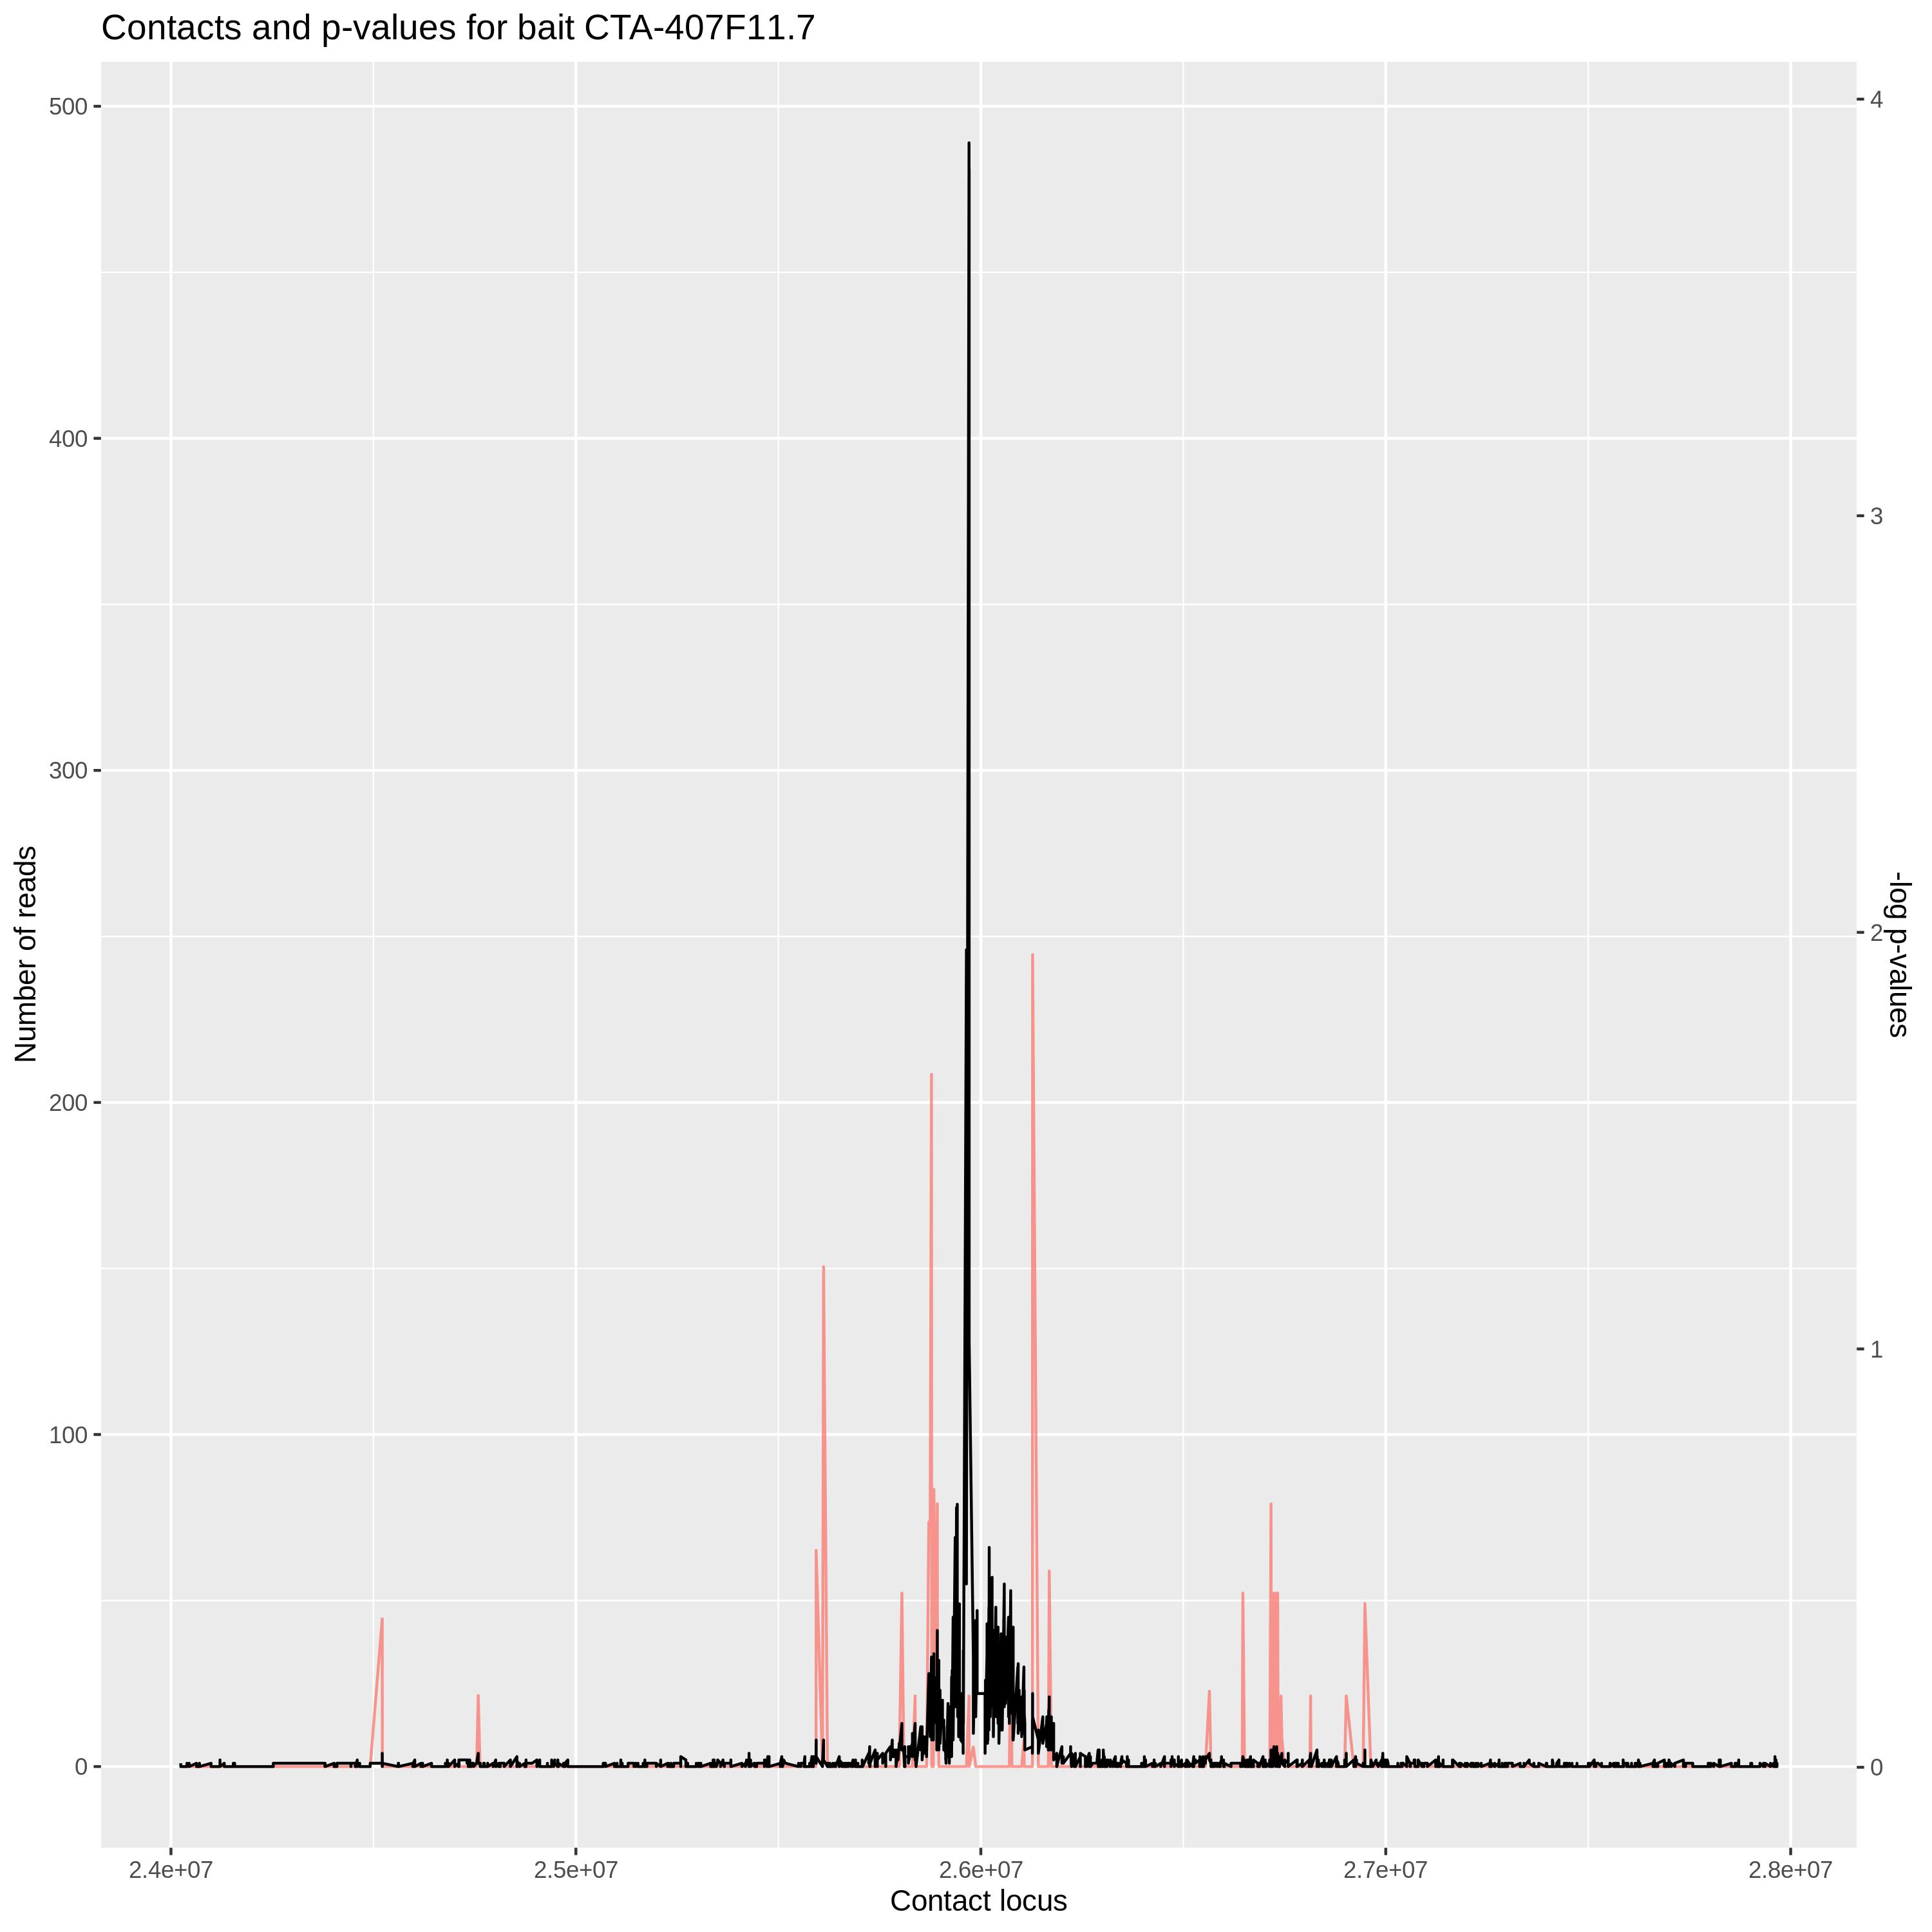 Contacts and p-values for bait CTA-407F11.7
500
400
300
200
100
0
Number of reads
4
3
2
1
0
-log p-values
2.4e+07
2.5e+07
2.6e+07
2.7e+07
2.8e+07
Contact locus